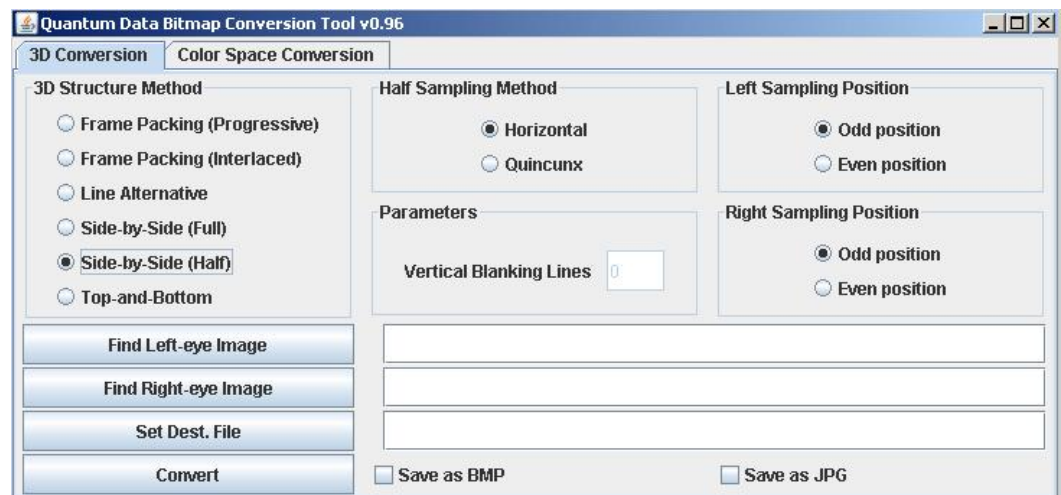 Quantum Data Bitmap Conversion Tool v0.96
3D Conversion
Color Space Conversion
3D Structure Method
Frame Packing (Progressive)
Frame Packing (Interlaced)
Line Alternative
Side-by-Side (Full)
Side-by-Side (Half)
Top-and-Bottom
Half Sampling Method
Horizontal
Quincunx
Parameters
Vertical Blanking Lines 0
Left Sampling Position
Odd position
Even position
Right Sampling Position
Odd position
Even position
Find Left-eye Image
Find Right-eye Image
Set Dest. File
Convert
Save as BMP
Save as JPG